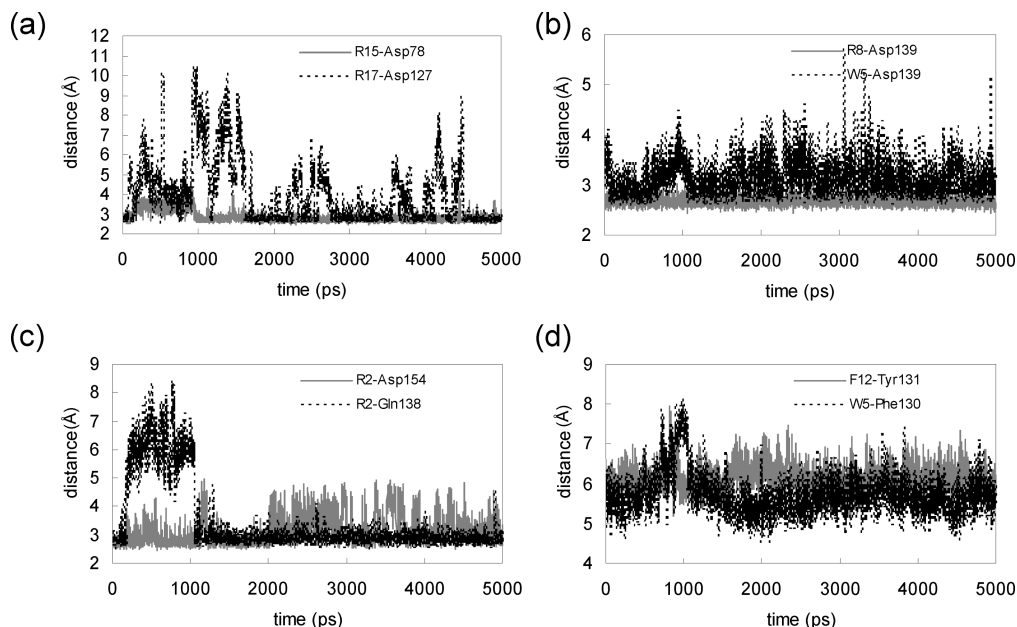 (a)
R15-Asp78
R17-Asp127
distance (Å)
12
11
10
9
8
7
6
5
4
3
2
0 1000 2000 3000 4000 5000
time (ps)
(b)
R8-Asp139
W5-Asp139
distance (Å)
6
5
4
3
2
0 1000 2000 3000 4000 5000
time (ps)
(c)
R2-Asp154
R2-Gln138
distance (Å)
9
8
7
6
5
4
3
2
0 1000 2000 3000 4000 5000
time (ps)
(d)
F12-Tyr131
W5-Phe130
distance (Å)
9
8
7
6
5
4
0 1000 2000 3000 4000 5000
time (ps)